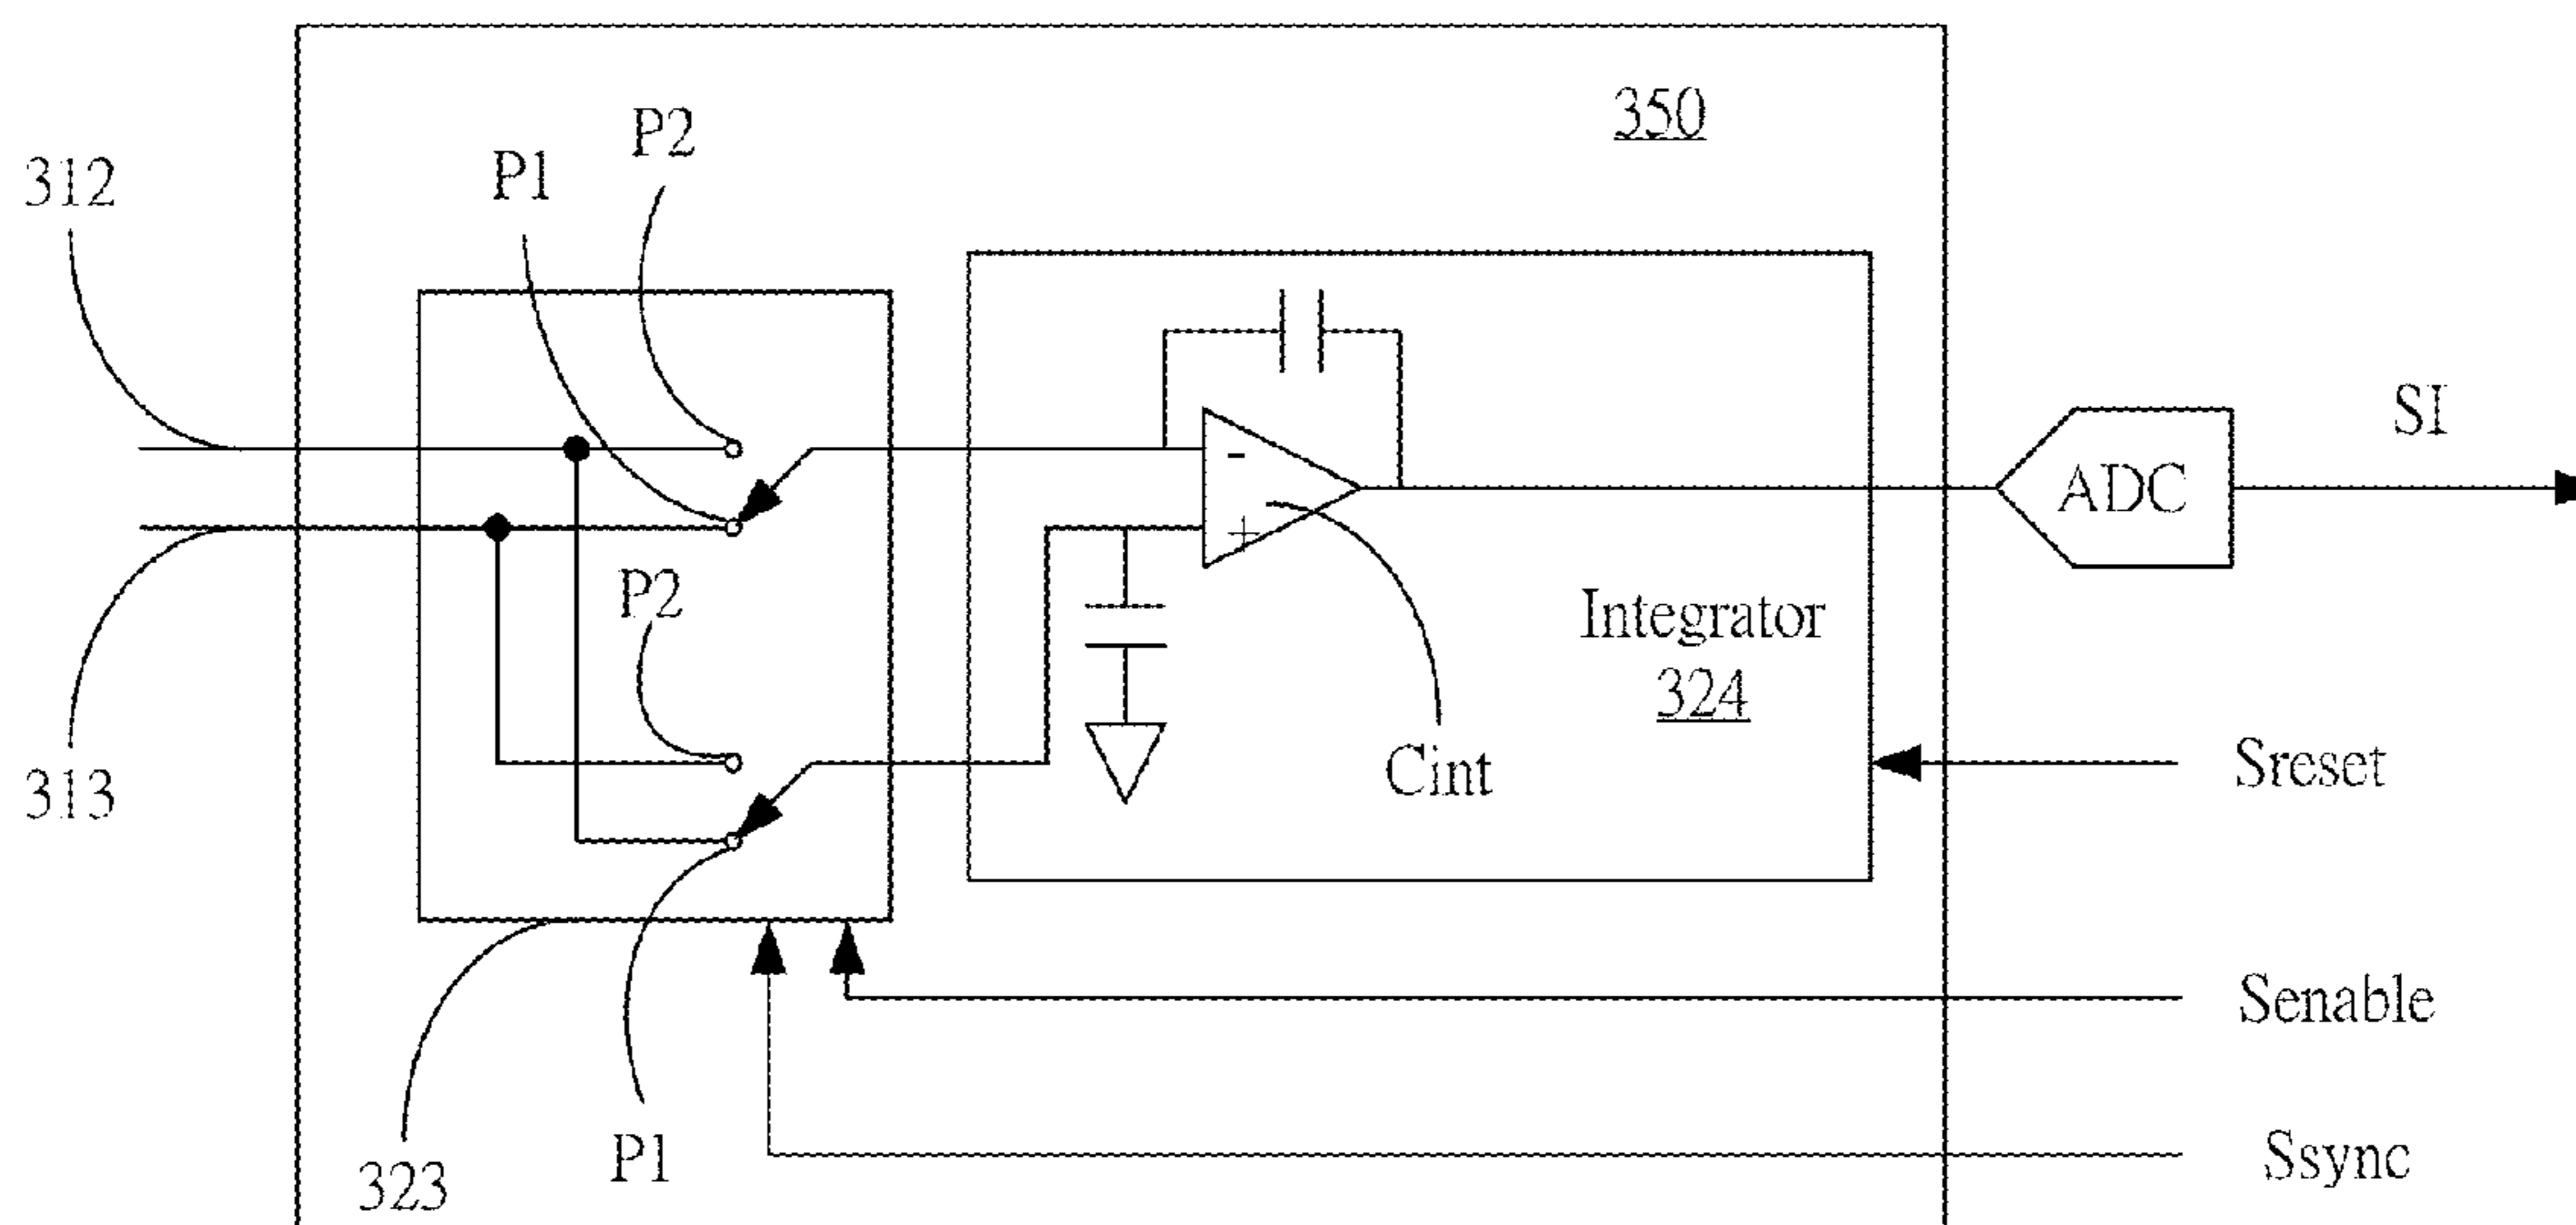 350
P2
P1
312
SI
ADC
-
+
P2
Integrator
324
313
Cint
Sreset
Senable
P1
Ssync
323